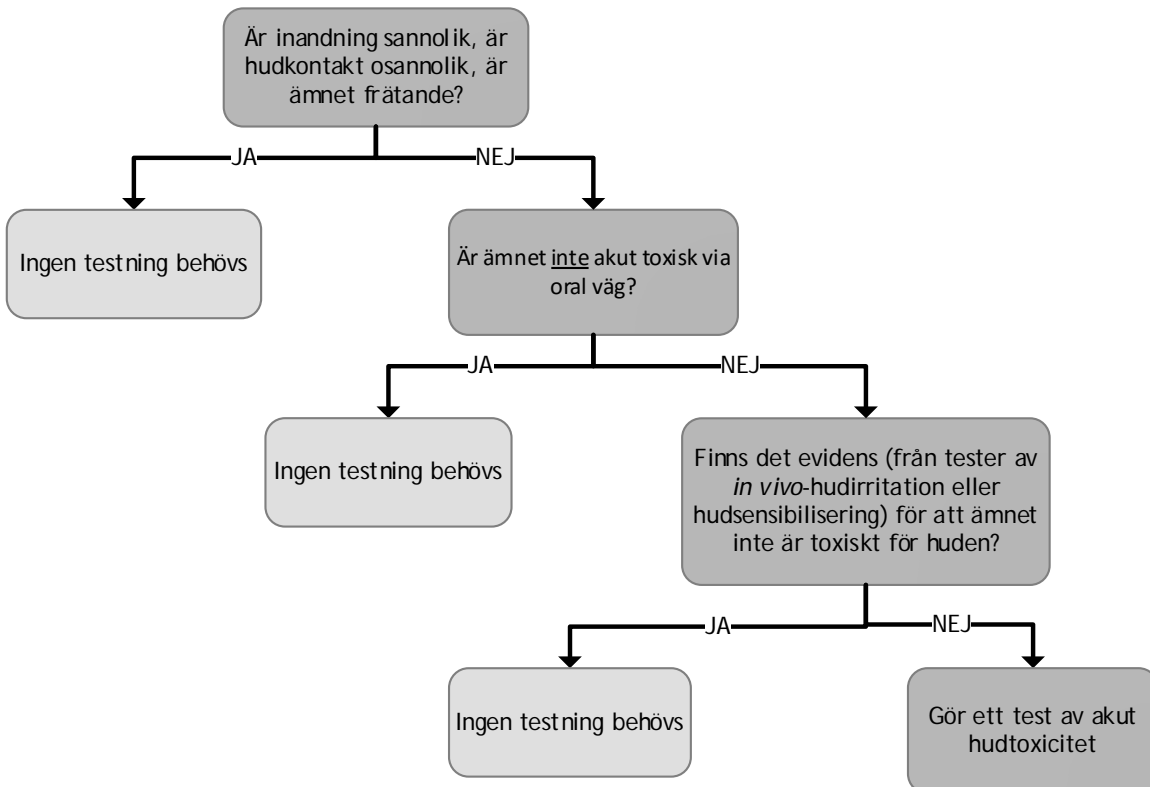 Är inandning sannolik, är
hudkontakt osannolik, är
ämnet frätande?
JA
NEJ
Ingen testning behövs
Är ämnet inte akut toxisk via
oral väg?
JA
NEJ
Ingen testning behövs
Finns det evidens (från tester av
in vivo-hudirritation eller
hudsensibilisering) för att ämnet
inte är toxiskt för huden?
JA
NEJ
Ingen testning behövs
Gör ett test av akut
hudtoxicitet